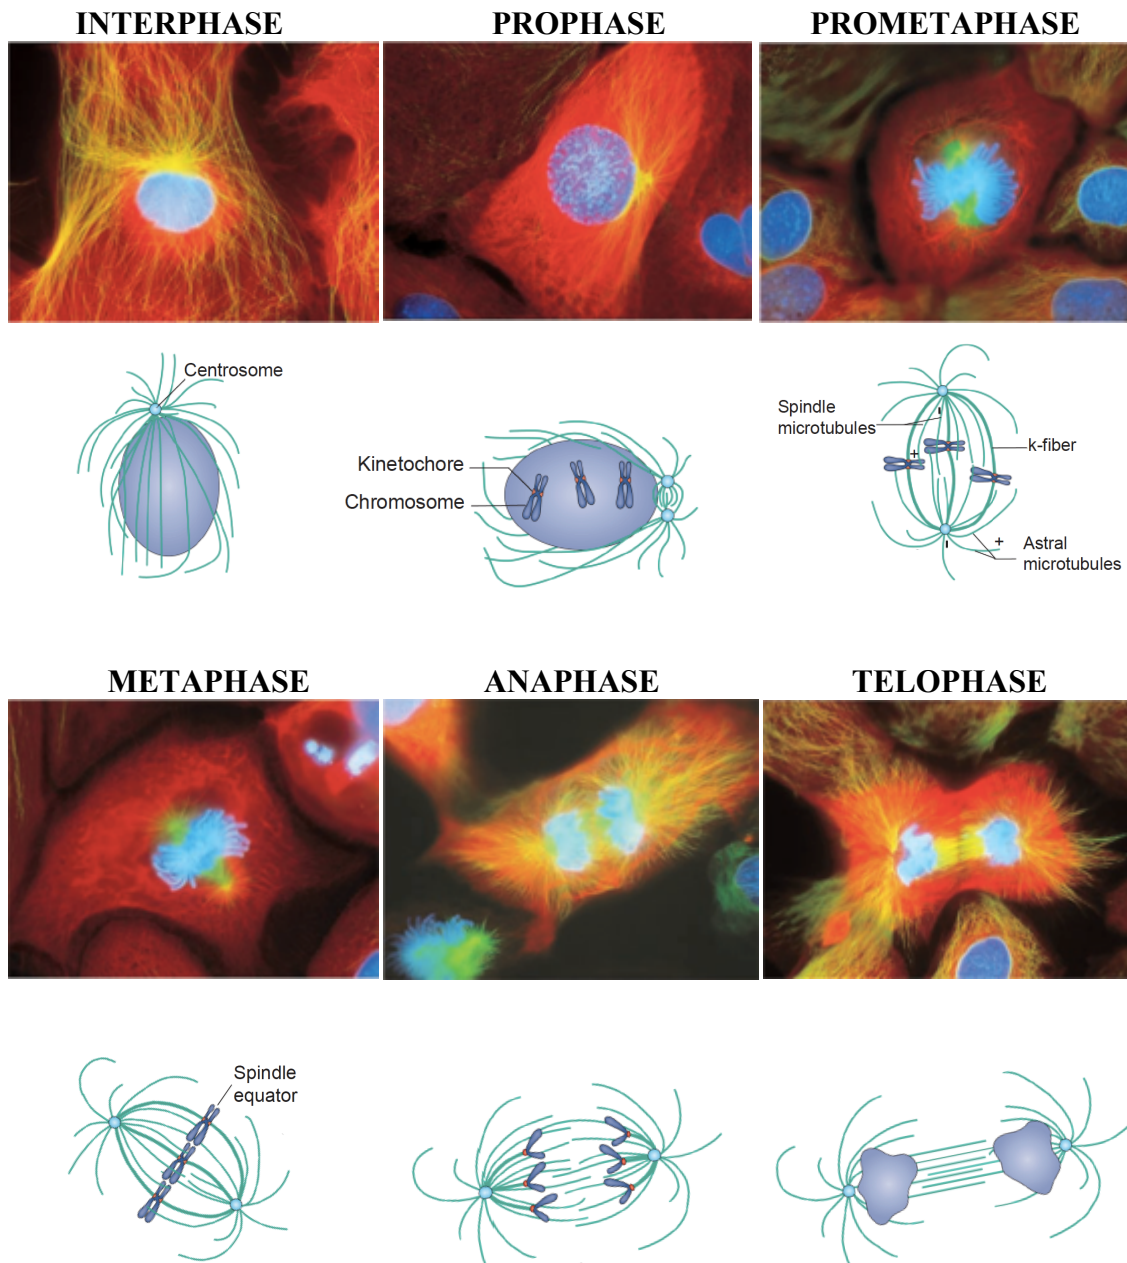 INTERPHASE
PROPHASE
PROMETAPHASE
Centrosome
Kinetochore
Chromosome
Spindle
microtubules
-
+
k-fiber
-
+
Astral
microtubules
METAPHASE
ANAPHASE
TELOPHASE
Spindle
equator